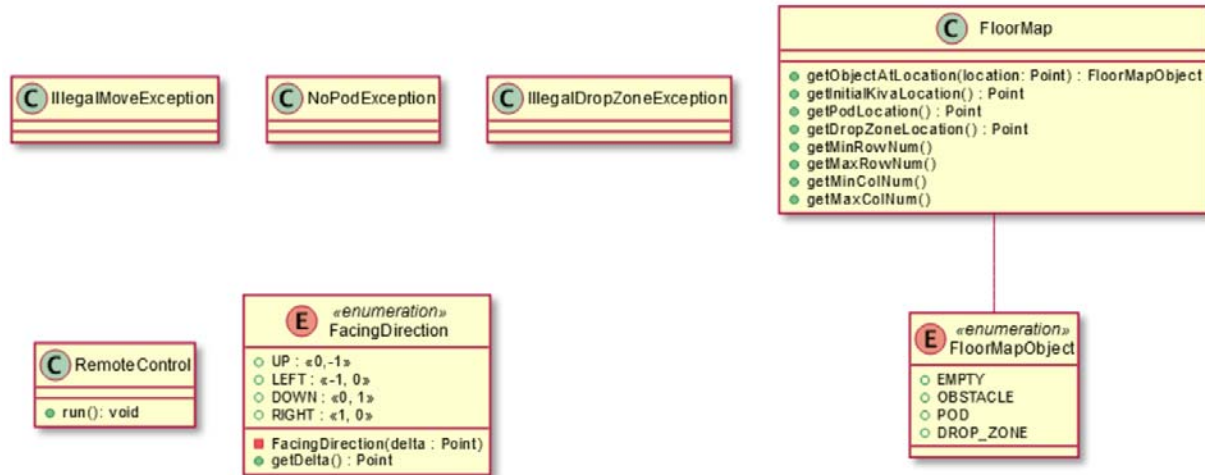 C IllegalMoveException
C NoPodException
C IllegalDropZoneException
C FloorMap
getObjectAtLocation(location: Point) : FloorMapObject
getInitialKivaLocation() : Point
getPodLocation() : Point
getDropZoneLocation() : Point
getMinRowNum()
getMaxRowNum()
getMinColNum()
getMaxColNum()
C RemoteControl
run(): void
E «enumeration»
FacingDirection
UP : «0,-1»
LEFT : «-1, 0»
DOWN : «0, 1»
RIGHT : «1, 0»
FacingDirection(delta : Point)
getDelta() : Point
E «enumeration»
FloorMapObject
EMPTY
OBSTACLE
POD
DROP_ZONE